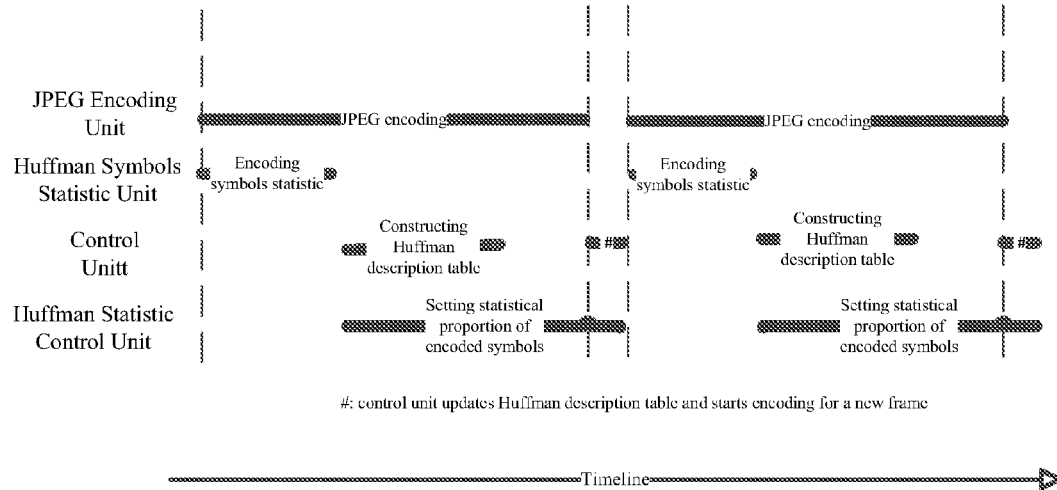 JPEG Encoding
Unit
JPEG encoding
JPEG encoding
Huffman Symbols
Statistic Unit
Encoding
symbols statistic
Encoding
symbols statistic
Control
Unitt
Constructing
Huffman
description table
#
Constructing
Huffman
description table
#
Huffman Statistic
Control Unit
Setting statistical
proportion of
encoded symbols
Setting statistical
proportion of
encoded symbols
#: control unit updates Huffman description table and starts encoding for a new frame
Timeline